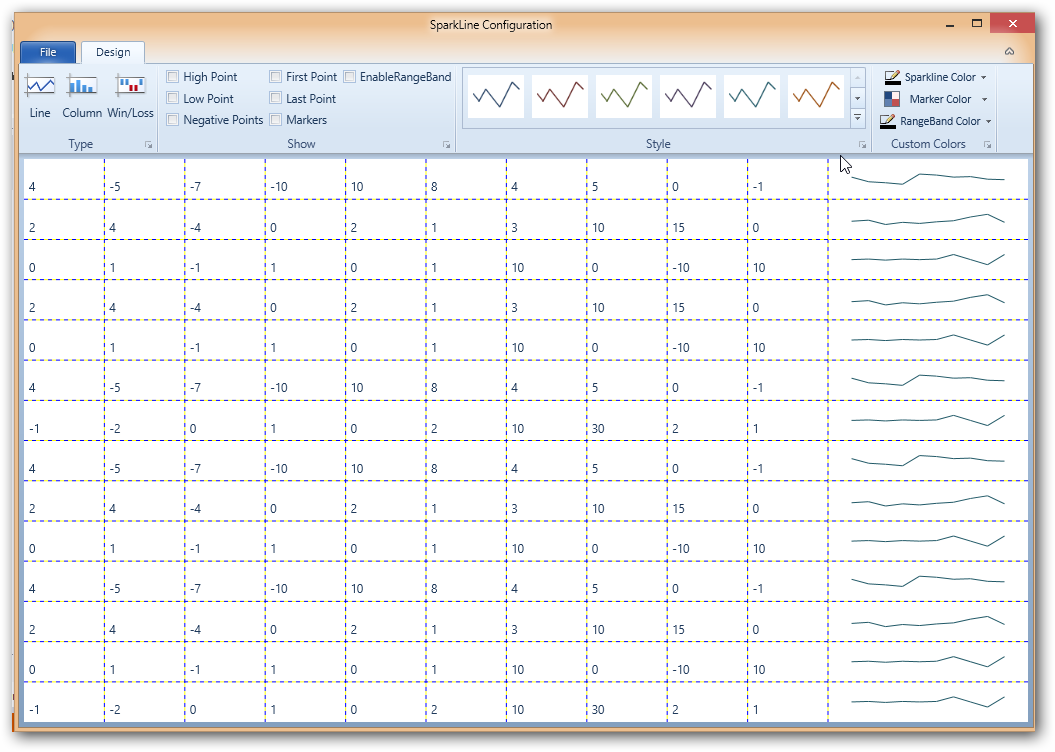 SparkLine Configuration
File Design
High Point First Point EnableRangeBand Sparkline Color
Low Point Last Point Marker Color
Line Column Win/Loss Negative Points Markers RangeBand Color
Type Show Style Custom Colors
4 -5 -7 -10 10 8 4 5 0 -1
2 4 -4 0 2 1 3 10 15 0
0 1 -1 1 0 1 10 0 -10 10
2 4 -4 0 2 1 3 10 15 0
0 1 -1 1 0 1 10 0 -10 10
4 -5 -7 -10 10 8 4 5 0 -1
-1 -2 0 1 0 2 10 30 2 1
4 -5 -7 -10 10 8 4 5 0 -1
2 4 -4 0 2 1 3 10 15 0
0 1 -1 1 0 1 10 0 -10 10
4 -5 -7 -10 10 8 4 5 0 -1
2 4 -4 0 2 1 3 10 15 0
0 1 -1 1 0 1 10 0 -10 10
-1 -2 0 1 0 2 10 30 2 1